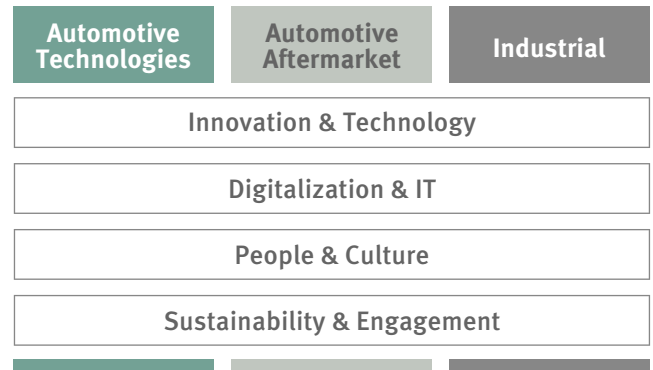 Automotive
Technologies
Automotive
Aftermarket
Industrial
Innovation & Technology
Digitalization & IT
People & Culture
Sustainability & Engagement